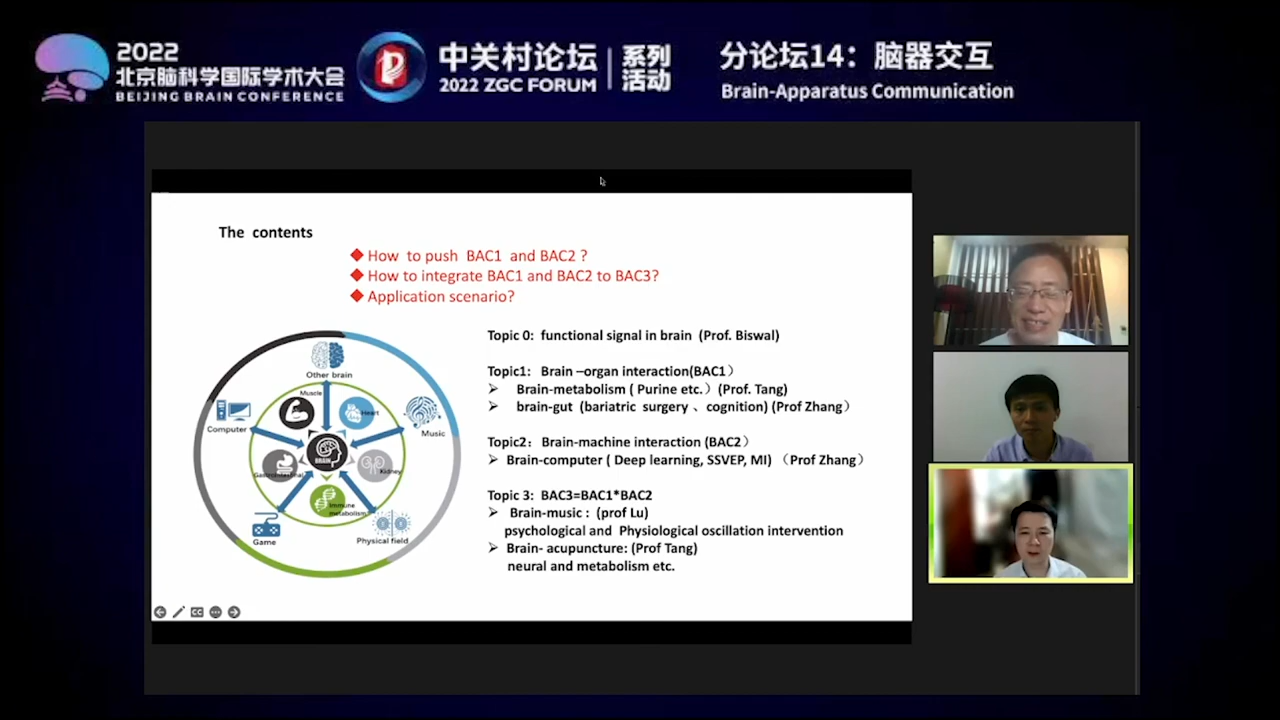 2022
北京脑科学国际学术大会
BEIJING BRAIN CONFERENCE
中关村论坛
2022 ZGC FORUM
系列
活动
分论坛14：脑器交互
Brain-Apparatus Communication
The contents
How to push BAC1 and BAC2 ?
How to integrate BAC1 and BAC2 to BAC3?
Application scenario?
Other brain
Muscle
Heart
Computer
Music
BRAIN
Gastrointestinal
Kidney
Immune
metabolism
Game
Physical field
Topic 0: functional signal in brain (Prof. Biswal)
Topic1: Brain –organ interaction(BAC1）
Brain-metabolism ( Purine etc.）(Prof. Tang)
brain-gut (bariatric surgery 、cognition) (Prof Zhang）
Topic2: Brain-machine interaction (BAC2）
Brain-computer ( Deep learning, SSVEP, MI) （Prof Zhang）
Topic 3: BAC3=BAC1*BAC2
Brain-music : (prof Lu)
psychological and Physiological oscillation intervention
Brain- acupuncture: (Prof Tang)
neural and metabolism etc.
CC